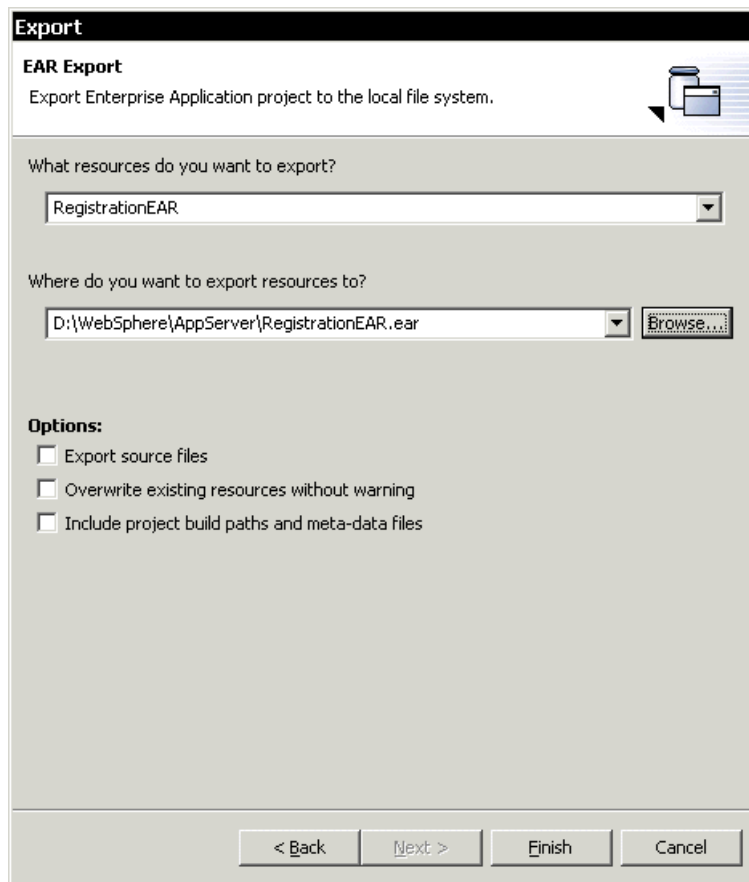 Export
EAR Export
Export Enterprise Application project to the local file system.
What resources do you want to export?
RegistrationEAR
Where do you want to export resources to?
D:\WebSphere\AppServer\RegistrationEAR.ear
Browse...
Options:
Export source files
Overwrite existing resources without warning
Include project build paths and meta-data files
< Back Next > Finish Cancel